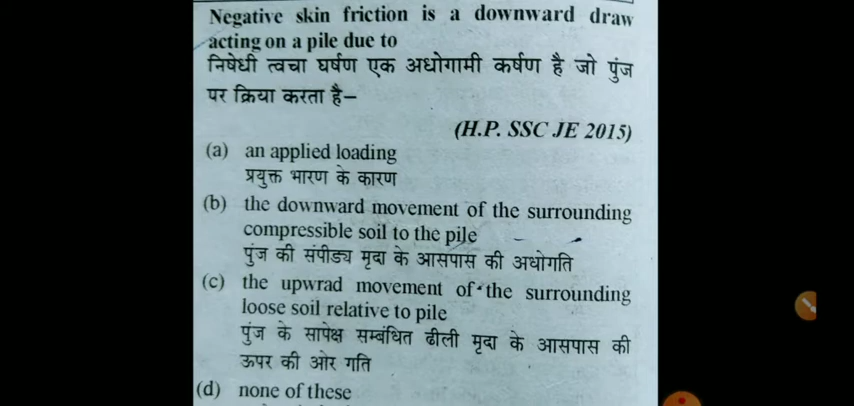 Negative skin friction is a downward draw
acting on a pile due to
निषेधी त्वचा घर्षण एक अधोगामी कर्षण है जो पुंज
पर क्रिया करता है–
(H.P. SSC JE 2015)
(a) an applied loading
प्रयुक्त भारण के कारण
(b) the downward movement of the surrounding
compressible soil to the pile
पुंज की संपीड्य मृदा के आसपास की अधोगति
(c) the upwrad movement of the surrounding
loose soil relative to pile
पुंज के सापेक्ष सम्बंधित ढीली मृदा के आसपास की
ऊपर की ओर गति
(d) none of these